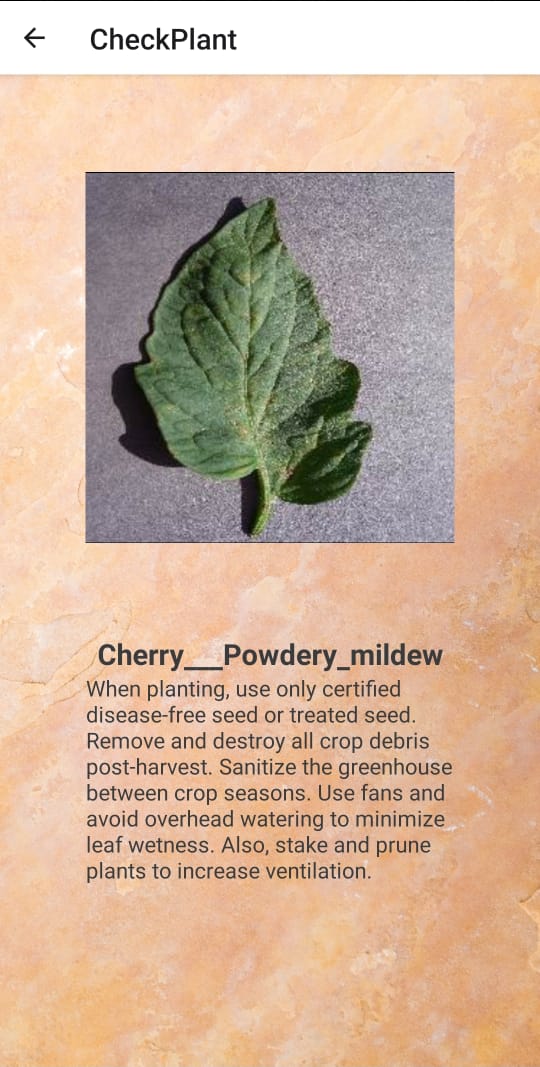 CheckPlant
Cherry___Powdery_mildew
When planting, use only certified
disease-free seed or treated seed.
Remove and destroy all crop debris
post-harvest. Sanitize the greenhouse
between crop seasons. Use fans and
avoid overhead watering to minimize
leaf wetness. Also, stake and prune
plants to increase ventilation.